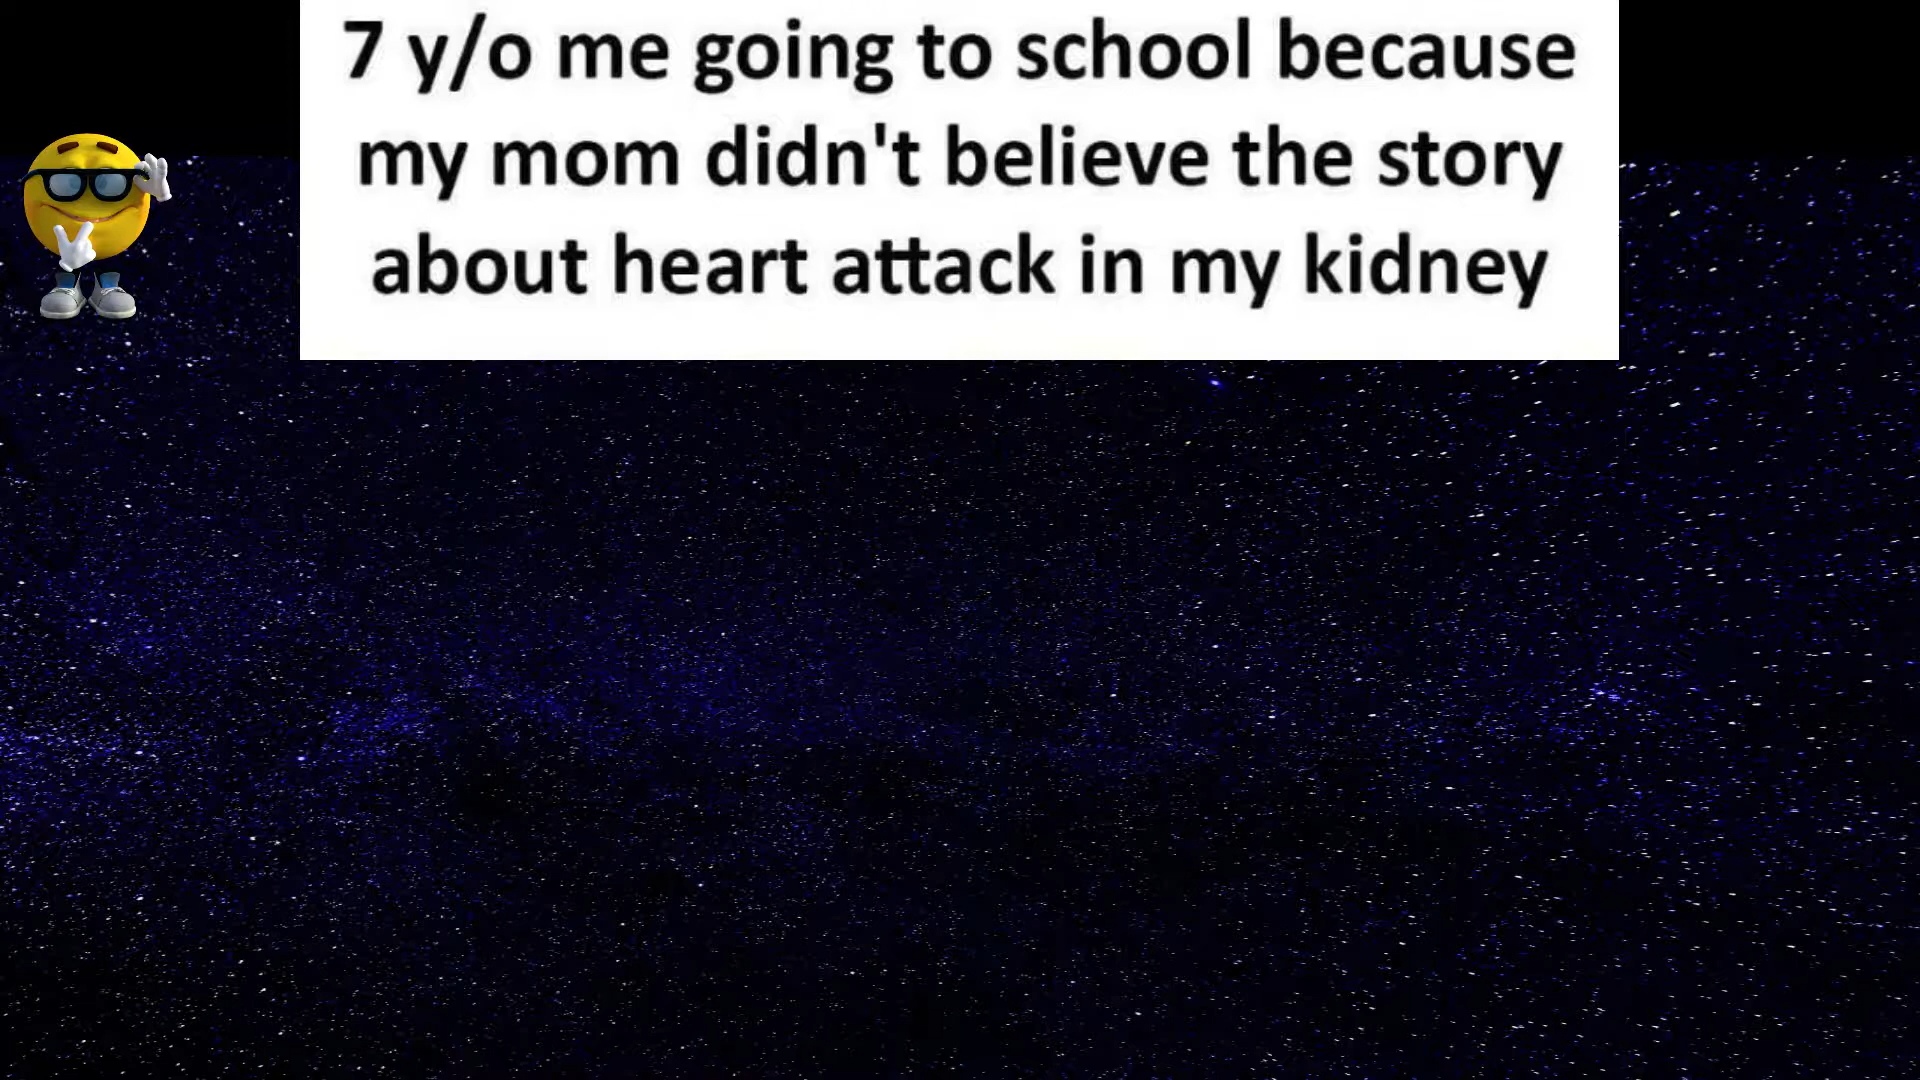 7 y/o me going to school because
my mom didn't believe the story
about heart attack in my kidney